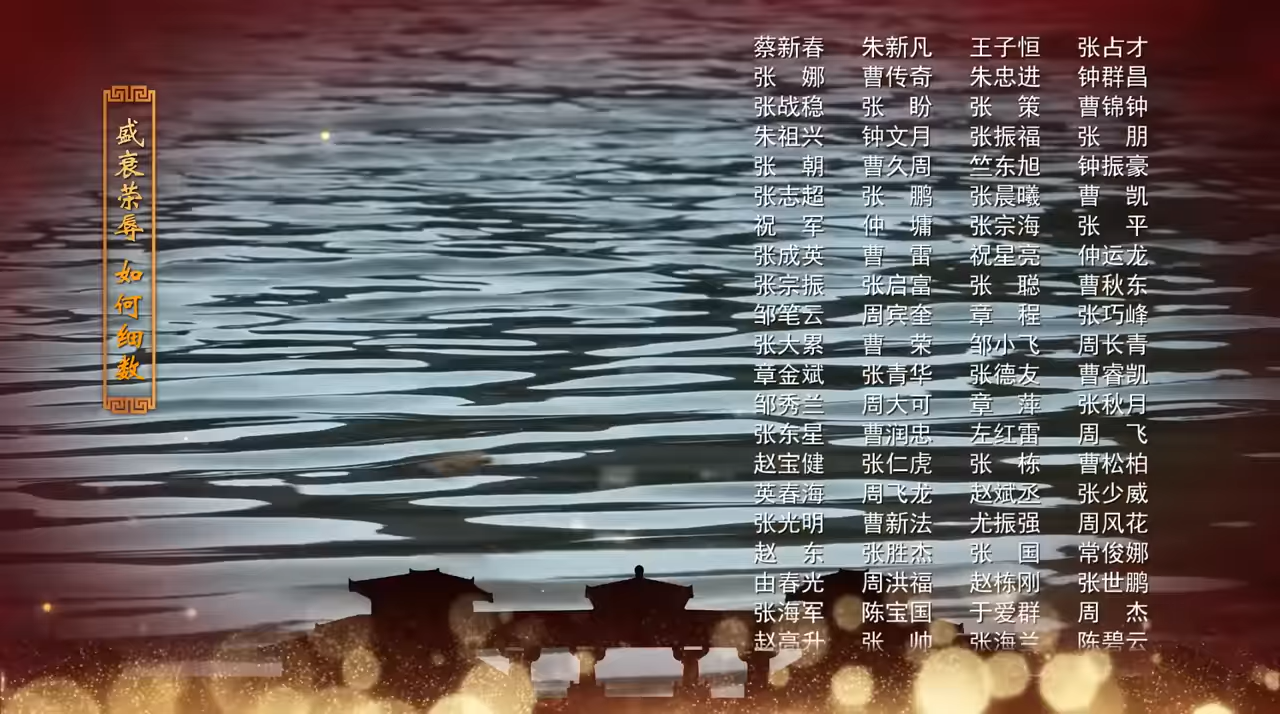 盛衰荣辱 如何细数
蔡新春 朱新凡 王子恒 张占才
张 娜 曹传奇 朱忠进 钟群昌
张战稳 张 盼 张 策 曹锦钟
朱祖兴 钟文月 张振福 张 朋
张 朝 曹久周 竺东旭 钟振豪
张志超 张 鹏 张晨曦 曹 凯
祝 军 仲 墉 张宗海 张 平
张成英 曹 雷 祝星亮 仲运龙
张宗振 张启富 张 聪 曹秋东
邹笔云 周宾奎 章 程 张巧峰
张大累 曹 荣 邹小飞 周长青
章金斌 张青华 张德友 曹睿凯
邹秀兰 周大可 章 萍 张秋月
张东星 曹润忠 左红雷 周 飞
赵宝健 张仁虎 张 栋 曹松柏
英春海 周飞龙 赵斌丞 张少威
张光明 曹新法 尤振强 周风花
赵 东 张胜杰 张 国 常俊娜
由春光 周洪福 赵栋刚 张世鹏
张海军 陈宝国 于爱群 周 杰
赵高升 张 帅 张海兰 陈碧云